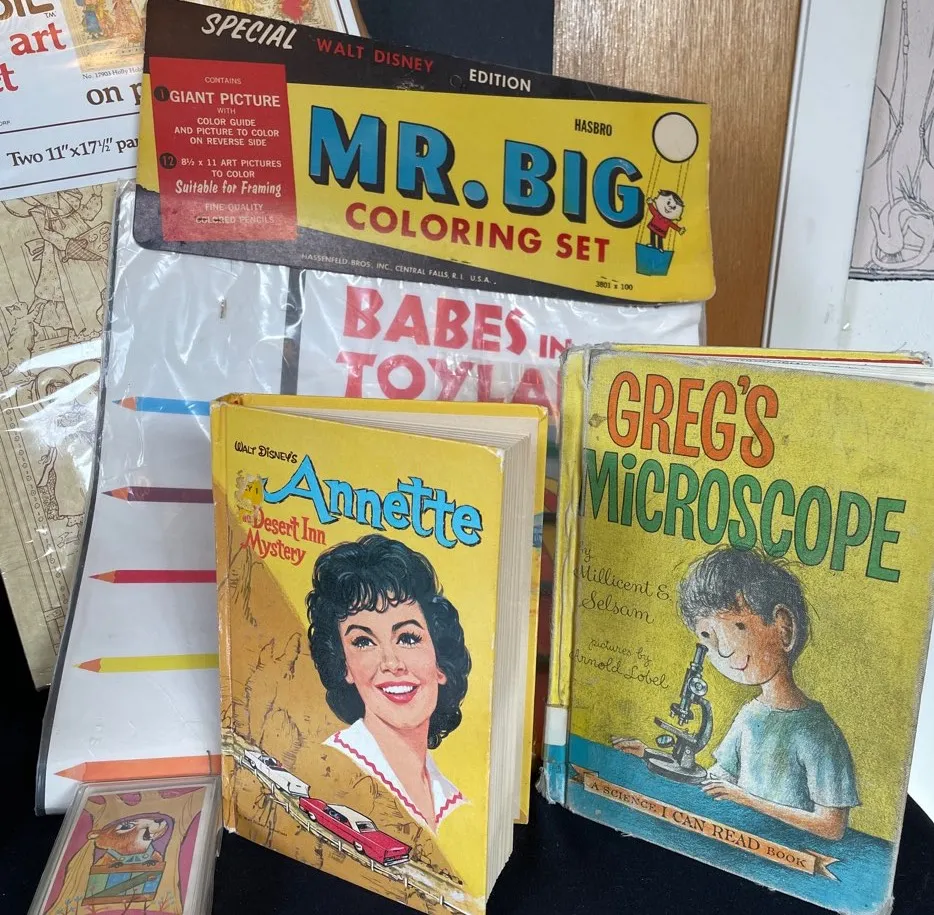 art
No. 17903 Holly
on p
Two 11"x17½" pa
SPECIAL WALT DISNEY EDITION
CONTAINS
1 GIANT PICTURE
WITH
COLOR GUIDE
AND PICTURE TO COLOR
ON REVERSE SIDE
12 8½ x 11 ART PICTURES
TO COLOR
Suitable for Framing
FINE QUALITY
COLORED PENCILS
HASBRO
MR. BIG
COLORING SET
HASSENFELD BROS., INC., CENTRAL FALLS, R.I. U.S.A.
3801 x 100
BABES IN
TOYLA
WALT DISNEY'S
Annette
Desert Inn
Mystery
GREG'S
MiCROSCOPE
by
Millicent E.
Selsam
pictures by
Arnold Lobel
A SCIENCE I CAN READ BOOK